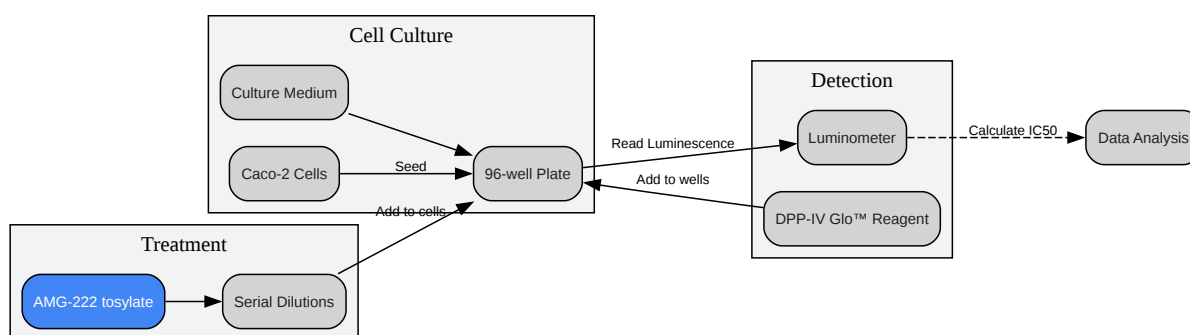 Cell Culture
Culture Medium
Caco-2 Cells
Seed
96-well Plate
Add to cells
Treatment
AMG-222 tosylate
Serial Dilutions
Read Luminescence
Add to wells
Detection
Luminometer
DPP-IV Glo™ Reagent
Calculate IC50
Data Analysis